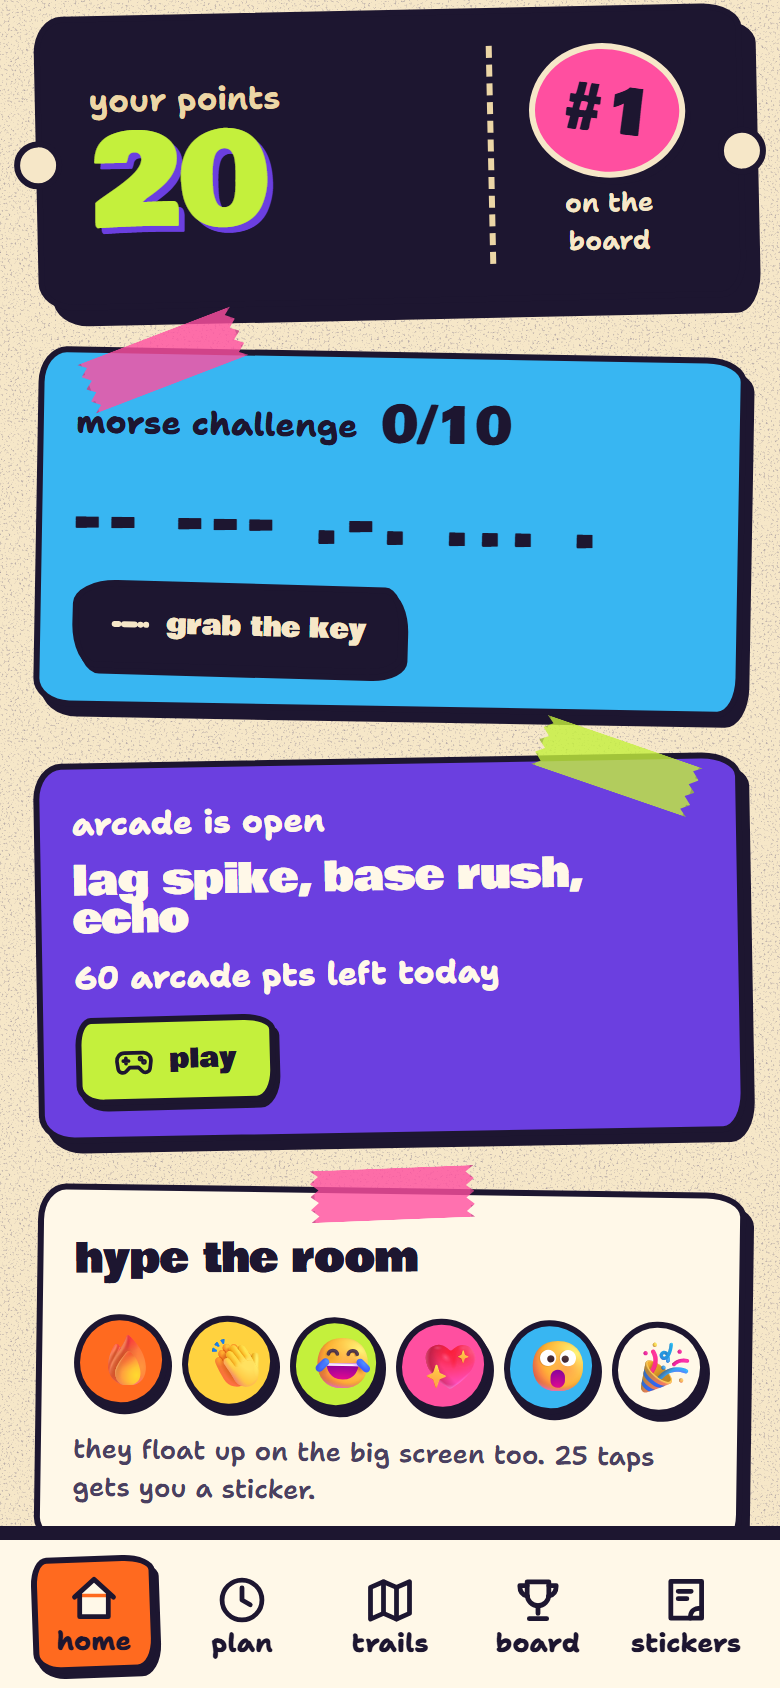 your points
20
#1
on the
board
morse challenge 0/10
-- --- .-. ... .
grab the key
arcade is open
lag spike, base rush,
echo
60 arcade pts left today
play
hype the room
they float up on the big screen too. 25 taps
gets you a sticker.
home plan trails board stickers